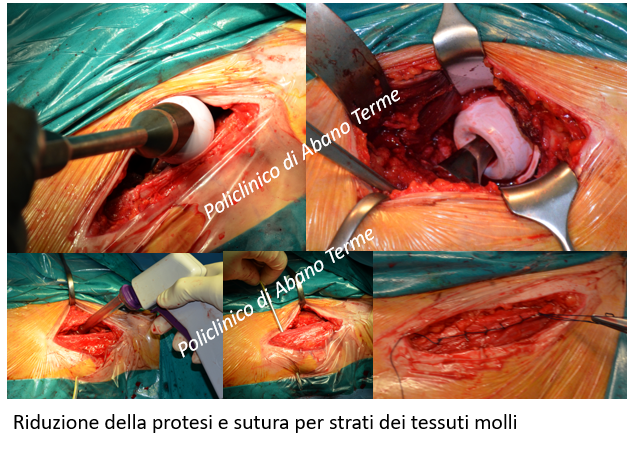 Policlinico di Abano Terme
Policlinico di Abano Terme
Riduzione della protesi e sutura per strati dei tessuti molli